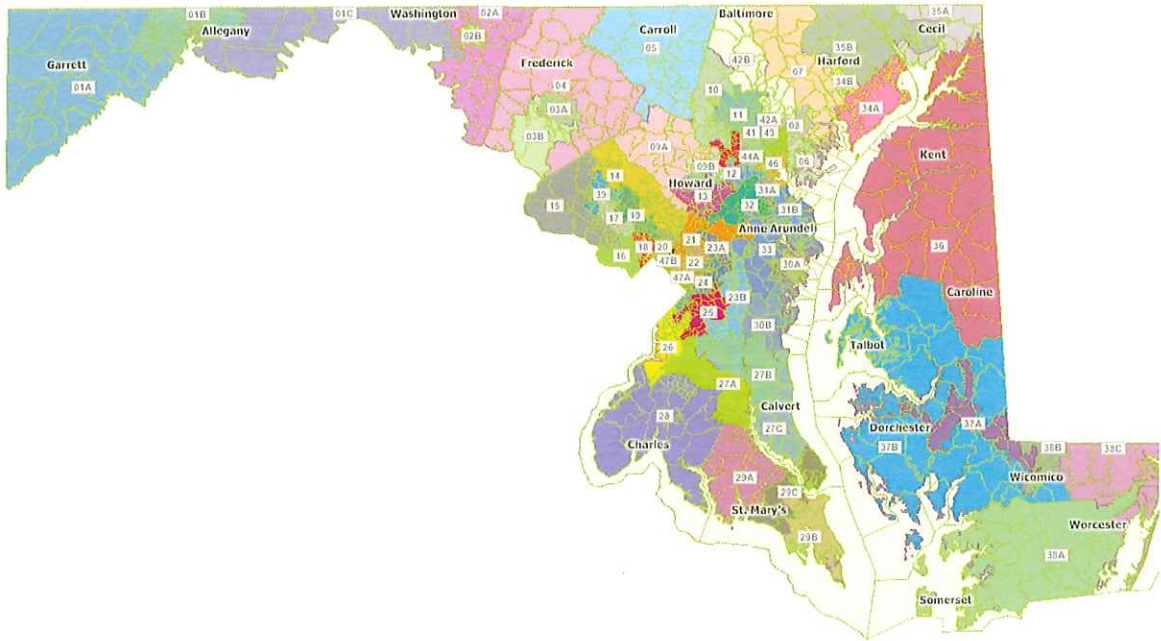 01B
01C
Washington
02A
Baltimore
35A
Allegany
Carroll
Cecil
02B
05
35B
Garrett
Frederick
42B
Harford
01A
04
07
34B
10
03A
34A
11
42A
03B
41
43
09A
44A
06
Kent
09B
12
46
14
Howard
31A
39
13
15
32
31B
17
19
Anne Arundel
18
20
21
23A
33
36
16
47B
22
30A
24
23B
Caroline
25
30B
26
Talbot
27B
27A
Calvert
28
37A
27C
Dorchester
Charles
37B
38B
38C
29A
Wicomico
29C
St. Mary's
Worcester
29B
38A
Somerset